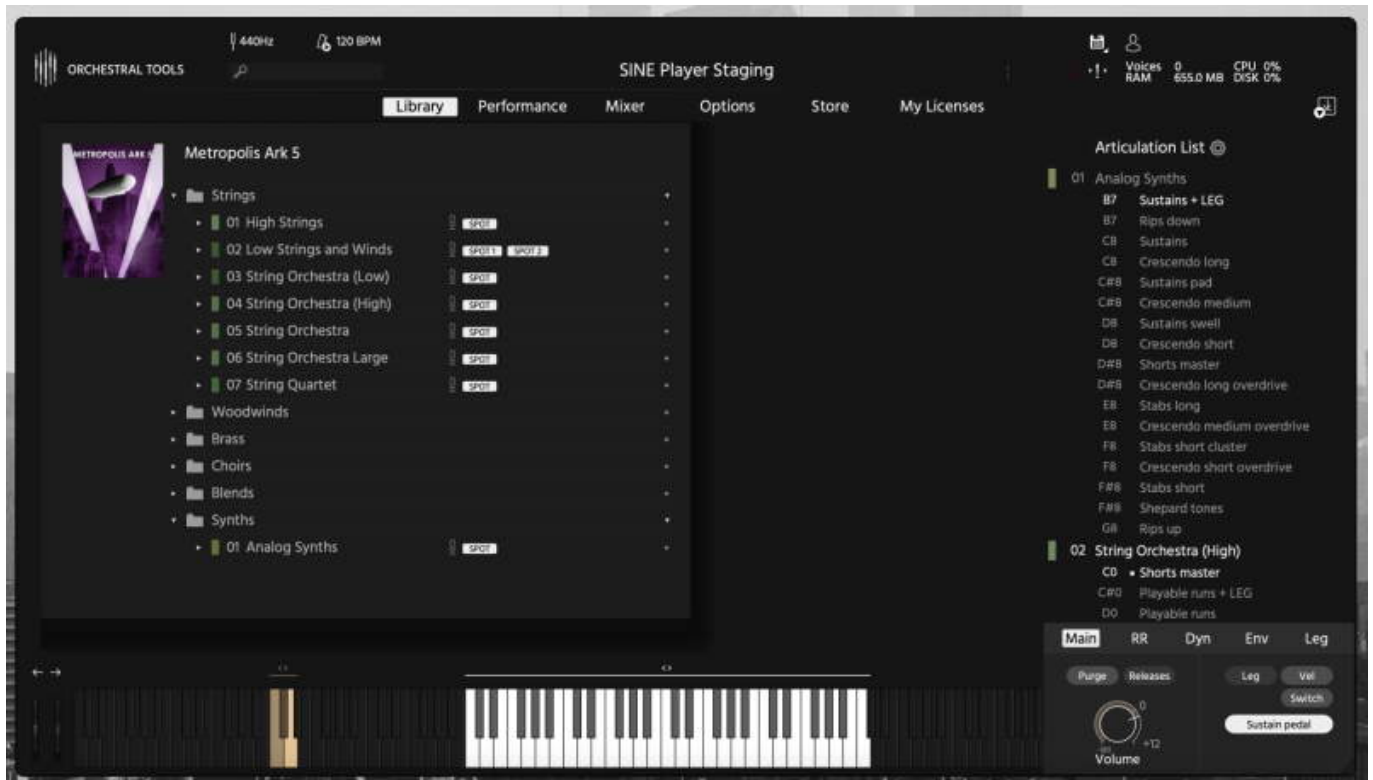 440Hz 120 BPM
ORCHESTRAL TOOLS
SINE Player Staging
Voices 0 CPU 0%
RAM 655.0 MB DISK 0%
Library Performance Mixer Options Store My Licenses
METROPOLIS ARK 5
Metropolis Ark 5
Strings
01 High Strings SPOT
02 Low Strings and Winds SPOT 1 SPOT 2
03 String Orchestra (Low) SPOT
04 String Orchestra (High) SPOT
05 String Orchestra SPOT
06 String Orchestra Large SPOT
07 String Quartet SPOT
Woodwinds
Brass
Choirs
Blends
Synths
01 Analog Synths SPOT
Articulation List
01 Analog Synths
B7 Sustains + LEG
B7 Rips down
C8 Sustains
C8 Crescendo long
C#8 Sustains pad
C#8 Crescendo medium
D8 Sustains swell
D8 Crescendo short
D#8 Shorts master
D#8 Crescendo long overdrive
E8 Stabs long
E8 Crescendo medium overdrive
F8 Stabs short cluster
F8 Crescendo short overdrive
F#8 Stabs short
F#8 Shepard tones
G8 Rips up
02 String Orchestra (High)
C0 • Shorts master
C#0 Playable runs + LEG
D0 Playable runs
Main RR Dyn Env Leg
Purge Releases Leg Vel
Switch
0
Sustain pedal
+12
Volume